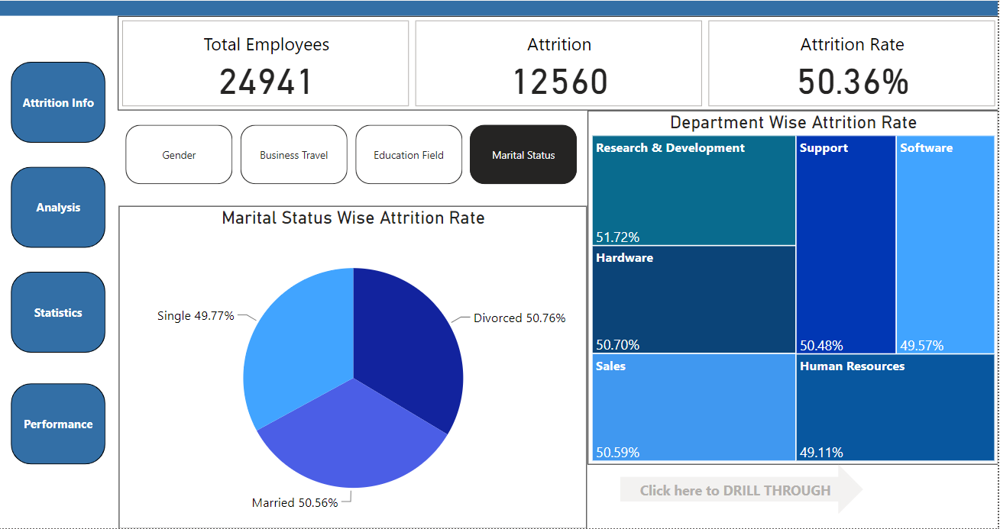 Total Employees
24941
Attrition
12560
Attrition Rate
50.36%
Attrition Info
Analysis
Statistics
Performance
Gender
Business Travel
Education Field
Marital Status
Marital Status Wise Attrition Rate
Single 49.77%
Divorced 50.76%
Married 50.56%
Department Wise Attrition Rate
Research & Development
51.72%
Hardware
50.70%
Sales
50.59%
Support
50.48%
Software
49.57%
Human Resources
49.11%
Click here to DRILL THROUGH